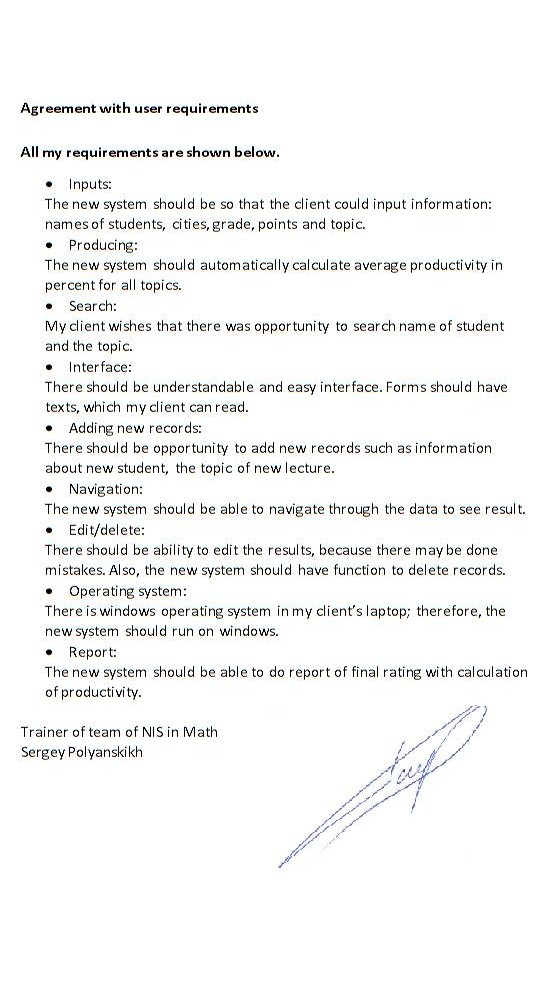 Agreement with user requirements
All my requirements are shown below.
• Inputs:
The new system should be so that the client could input information:
names of students, cities, grade, points and topic.
• Producing:
The new system should automatically calculate average productivity in
percent for all topics.
• Search:
My client wishes that there was opportunity to search name of student
and the topic.
• Interface:
There should be understandable and easy interface. Forms should have
texts, which my client can read.
• Adding new records:
There should be opportunity to add new records such as information
about new student, the topic of new lecture.
• Navigation:
The new system should be able to navigate through the data to see result.
• Edit/delete:
There should be ability to edit the results, because there may be done
mistakes. Also, the new system should have function to delete records.
• Operating system:
There is windows operating system in my client's laptop; therefore, the
new system should run on windows.
• Report:
The new system should be able to do report of final rating with calculation
of productivity.
Trainer of team of NIS in Math
Sergey Polyanskikh